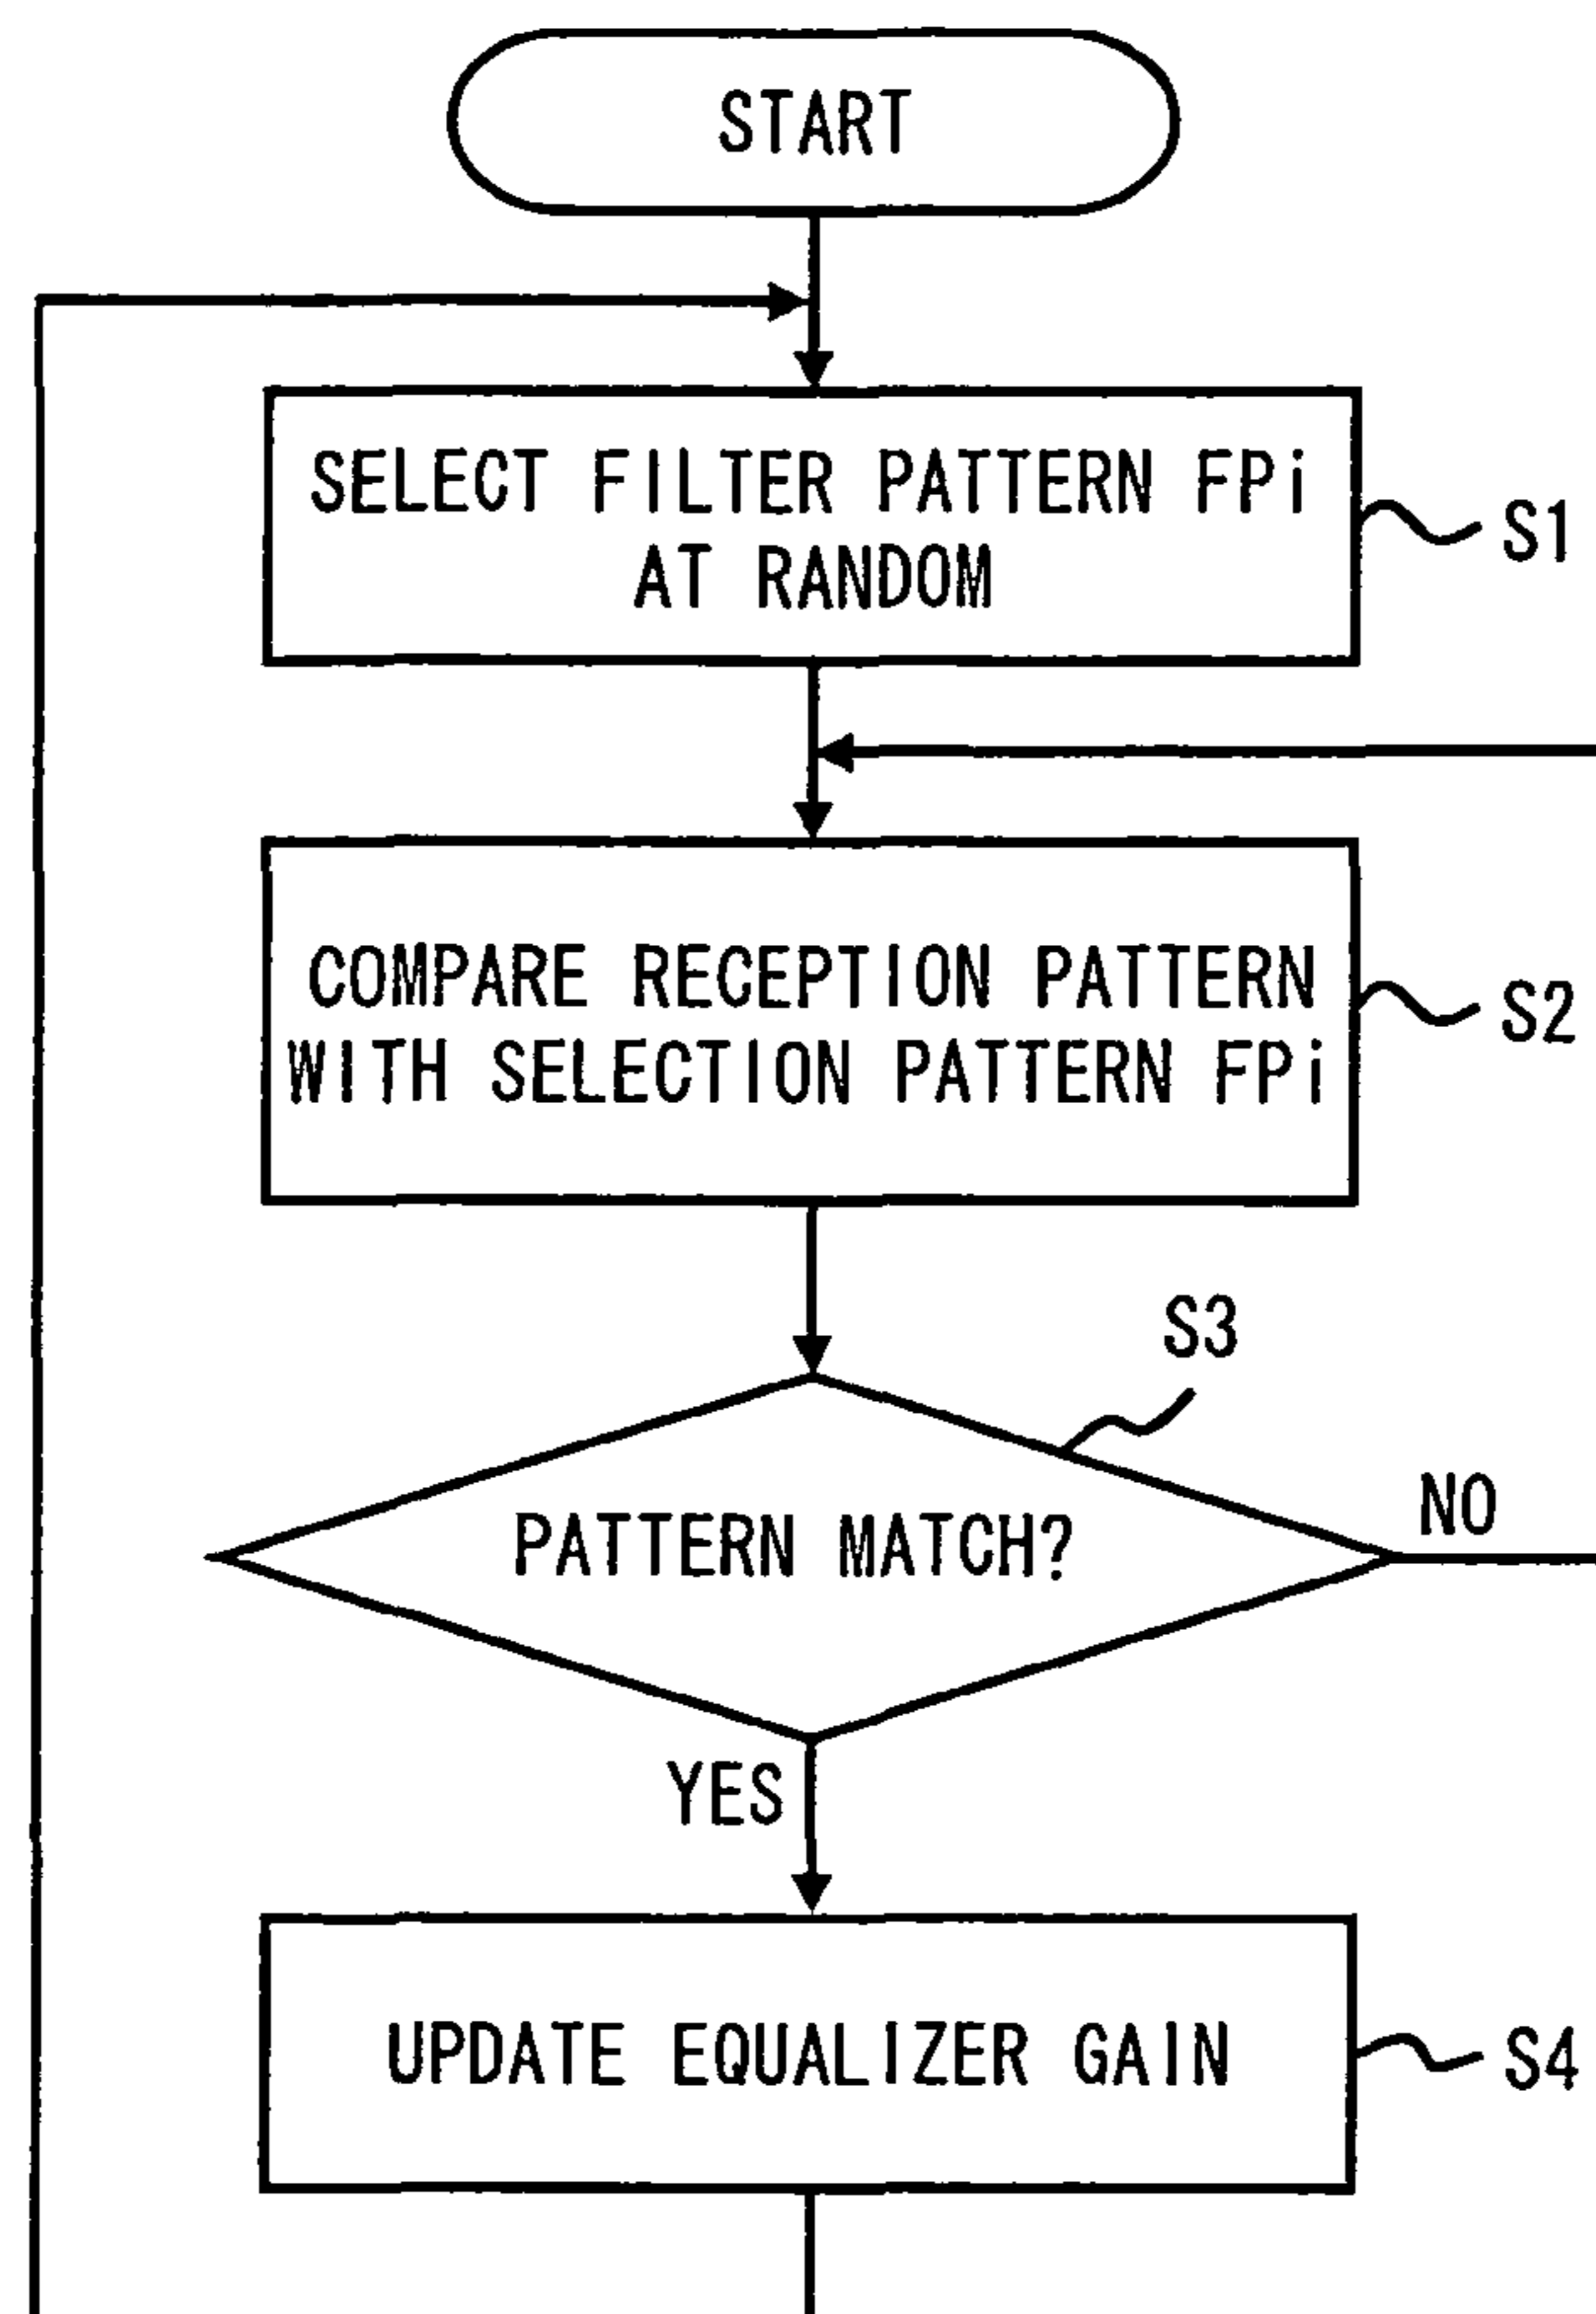 START
SELECT FILTER PATTERN FPi
AT RANDOM
S1
COMPARE RECEPTION PATTERN
WITH SELECTION PATTERN FPi
S2
S3
PATTERN MATCH?
NO
YES
UPDATE EQUALIZER GAIN
S4